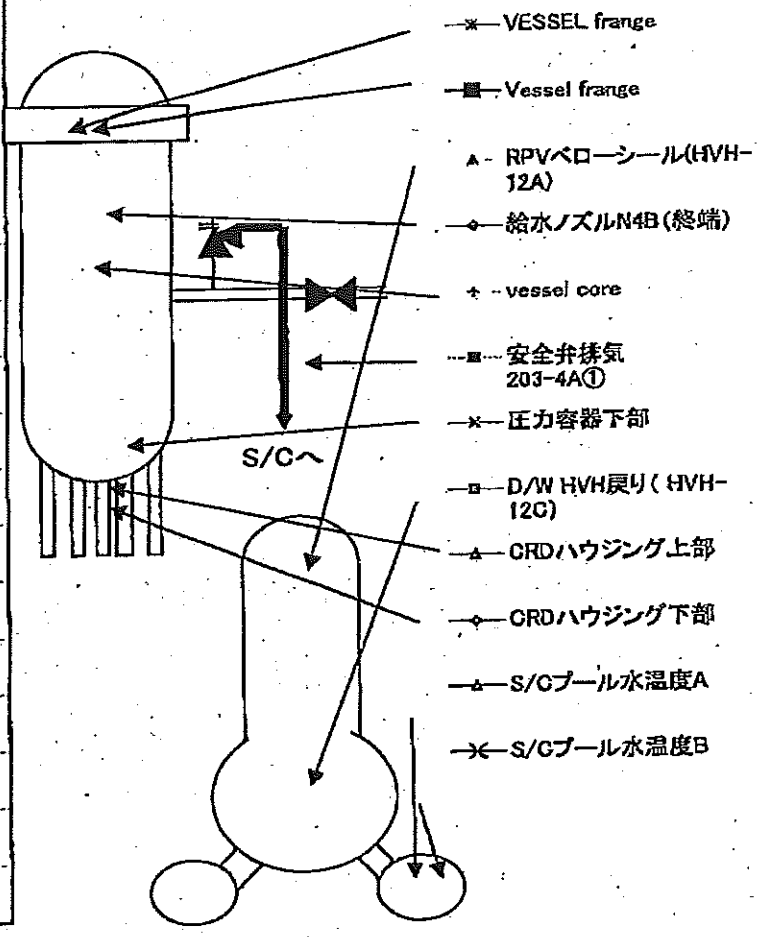 VESSEL frange
Vessel frange
RPVベローシール(HVH-
12A)
給水ノズルN4B(終端)
vessel core
安全弁排気
203-4A①
圧力容器下部
S/Cへ
D/W HVH戻り( HVH-
12C)
CRDハウジング上部
CRDハウジング下部
S/Cプール水温度A
S/Cプール水温度B